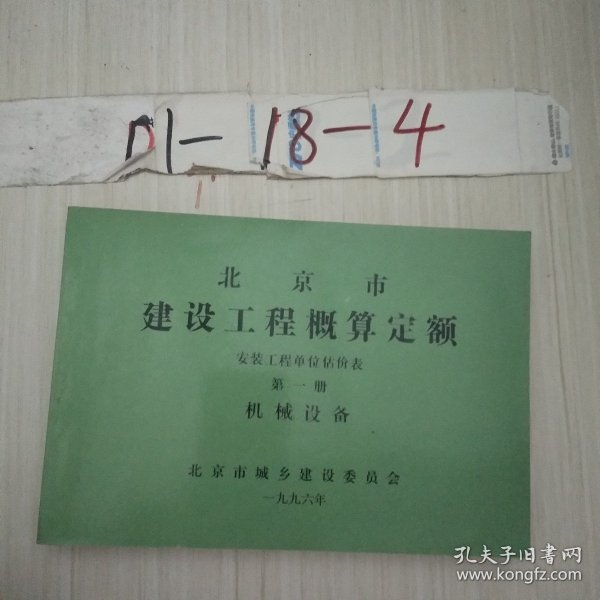 D1-18-4
北京市
建设工程概算定额
安装工程单位估价表
第一册
机械设备
北京市城乡建设委员会
一九九六年
孔夫子旧书网
www.kongfz.com